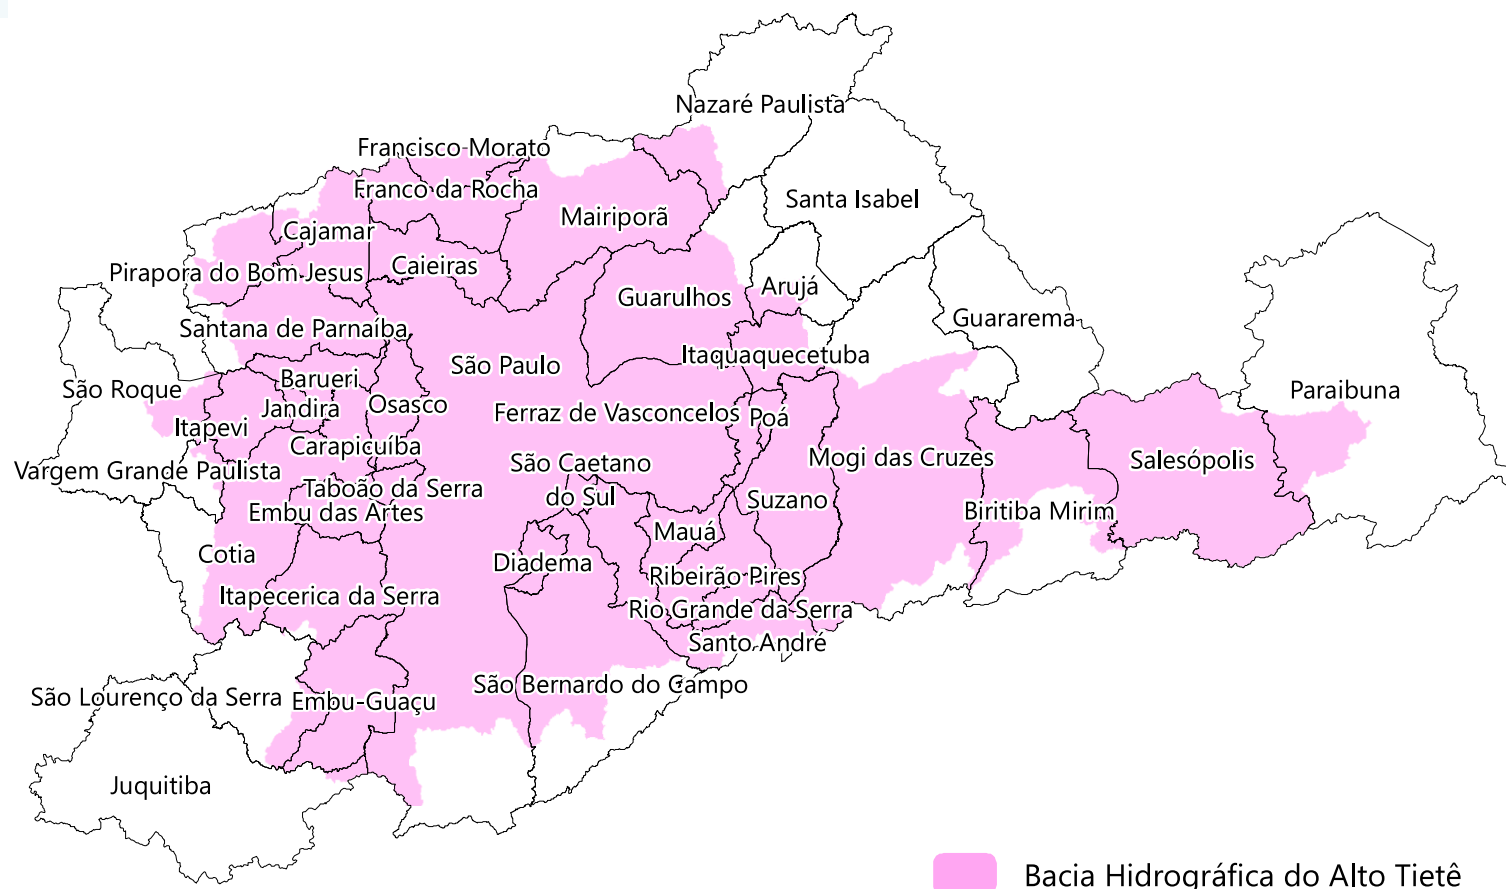 Nazaré Paulista
Francisco Morato
Franco da Rocha
Santa Isabel
Mairiporã
Cajamar
Caieiras
Pirapora do Bom Jesus
Arujá
Guarulhos
Guararema
Santana de Parnaíba
Itaquaquecetuba
São Paulo
Barueri
São Roque
Paraibuna
Osasco
Jandira
Ferraz de Vasconcelos
Poá
Itapevi
Carapicuíba
Mogi das Cruzes
Salesópolis
São Caetano
do Sul
Vargem Grande Paulista
Taboão da Serra
Suzano
Embu das Artes
Biritiba Mirim
Mauá
Cotia
Diadema
Ribeirão Pires
Itapecerica da Serra
Rio Grande da Serra
Santo André
São Bernardo do Campo
São Lourenço da Serra
Embu-Guaçu
Juquitiba
Bacia Hidrográfica do Alto Tietê